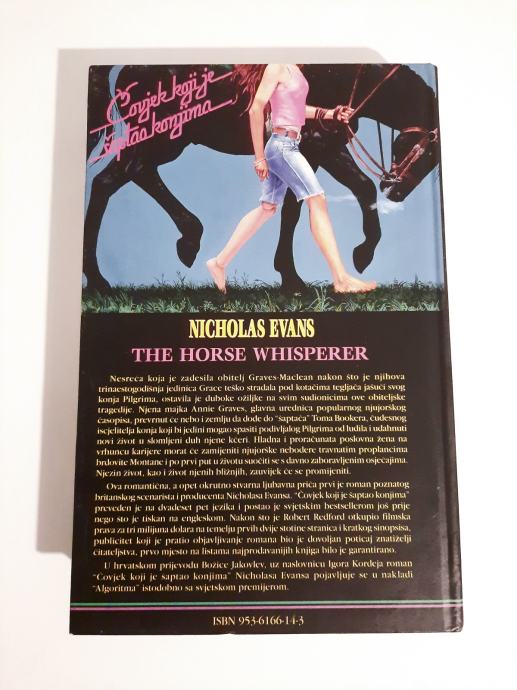 Čovjek koji je
šaptao konjima
NICHOLAS EVANS
THE HORSE WHISPERER
Nesreća koja je zadesila obitelj Graves-Maclean nakon što je njihova
trinaestogodišnja jedinica Grace teško stradala pod kotačima tegljača jašući svog
konja Pilgrima, ostavila je duboke ožiljke na svim sudionicima ove obiteljske
tragedije. Njena majka Annie Graves, glavna urednica popularnog njujorškog
časopisa, prevrnut će nebo i zemlju da dođe do "šaptača" Toma Bookera, čudesnog
iscjelitelja konja koji bi jedini mogao spasiti podivljalog Pilgrima od ludila i udahnuti
novi život u slomljeni duh njene kćeri. Hladna i proračunata poslovna žena na
vrhuncu karijere morat će zamijeniti njujorške nebodere travnatim proplancima
brdovite Montane i po prvi put u životu suočiti se s davno zaboravljenim osjećajima.
Njezin život, kao i život njenih bližnjih, zauvijek će se promijeniti.
Ova romantična, a opet okrutno stvarna ljubavna priča prvi je roman poznatog
britanskog scenarista i producenta Nicholasa Evansa. "Čovjek koji je šaptao konjima"
preveden je na dvadeset pet jezika i postao je svjetskim bestsellerom još prije
nego što je tiskan na engleskom. Nakon što je Robert Redford otkupio filmska
prava za tri milijuna dolara na temelju prvih dvije stotine stranica i kratkog sinopsisa,
publicitet koji je pratio objavljivanje romana bio je dovoljan poticaj znatiželji
čitateljstva, prvo mjesto na listama najprodavanijih knjiga bilo je garantirano.
U hrvatskom prijevodu Božice Jakovlev, uz naslovnicu Igora Kordeja roman
"Čovjek koji je šaptao konjima" Nicholasa Evansa pojavljuje se u nakladi
"Algoritma" istodobno sa svjetskom premijerom.
ISBN 953-6166-14-3